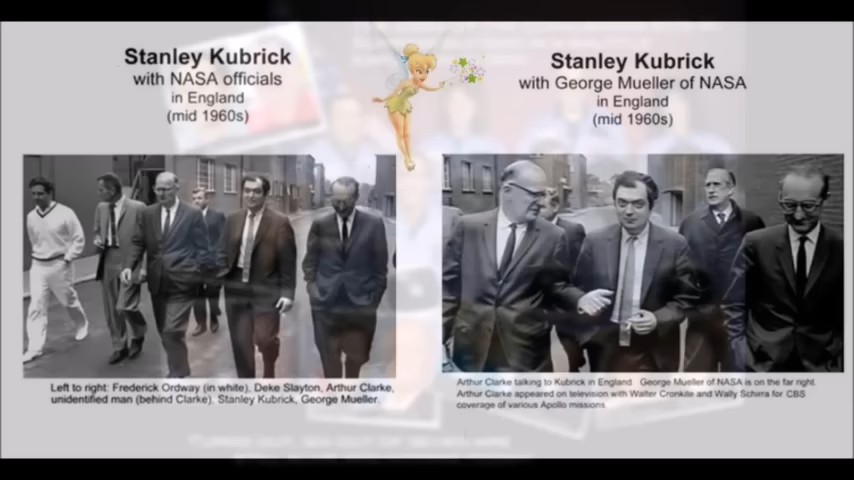 Stanley Kubrick
with NASA officials
in England
(mid 1960s)
Left to right: Frederick Ordway (in white), Deke Slayton, Arthur Clarke,
unidentified man (behind Clarke), Stanley Kubrick, George Mueller.
Stanley Kubrick
with George Mueller of NASA
in England
(mid 1960s)
Arthur Clarke talking to Kubrick in England George Mueller of NASA is on the far right.
Arthur Clarke appeared on television with Walter Cronkite and Wally Schirra for CBS
coverage of various Apollo missions